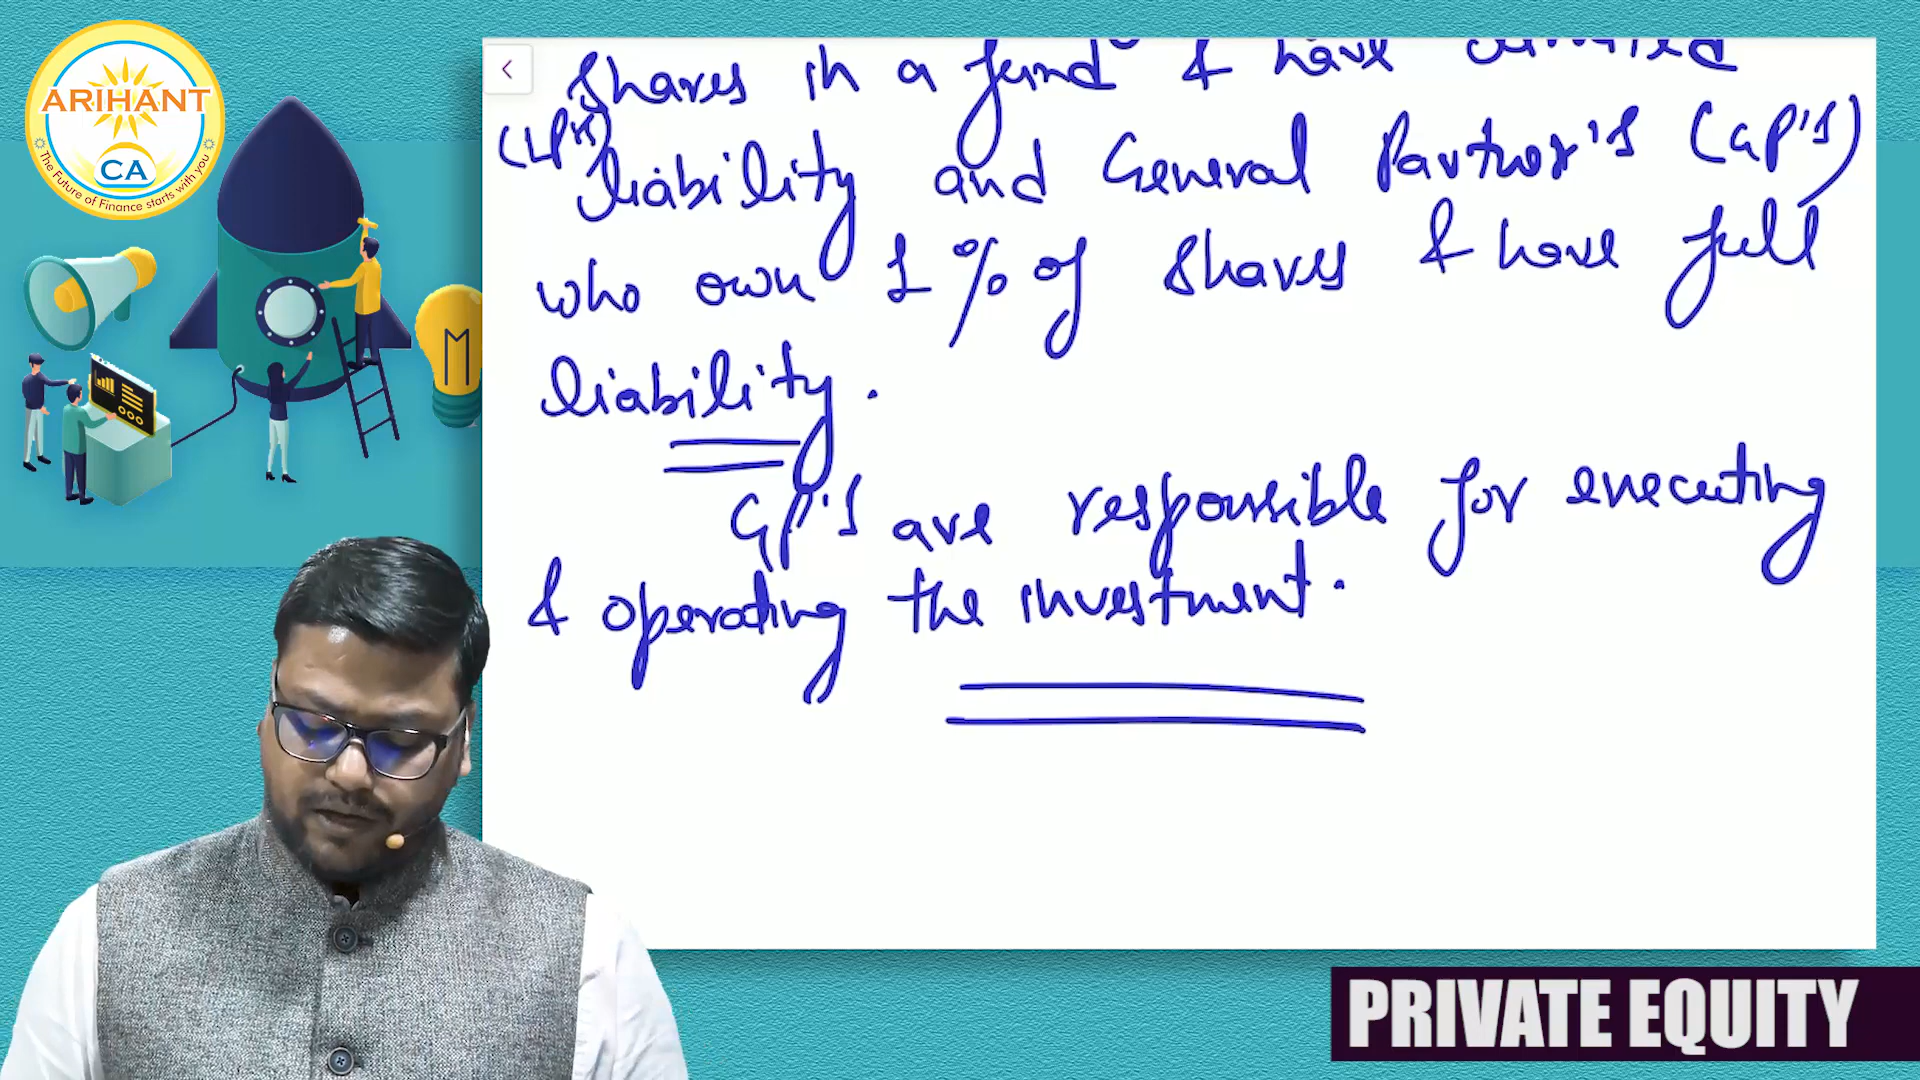 ARIHANT
CA
The Future of Finance starts with you
shares in a fund & have limited
(LP's)
liability and General Partner's (GP's)
who own 1% of shares & have full
liability.
GP's are responsible for executing
& operating the investment.
PRIVATE EQUITY